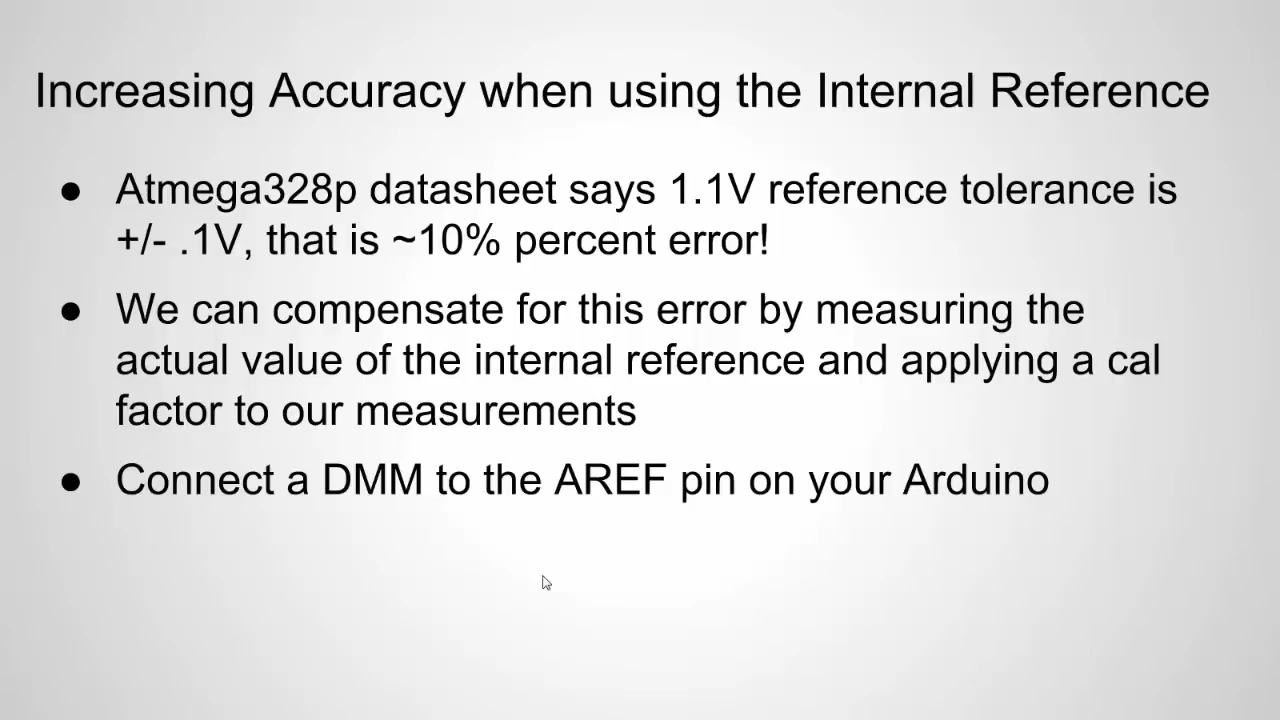 Increasing Accuracy when using the Internal Reference
● Atmega328p datasheet says 1.1V reference tolerance is
+/- .1V, that is ~10% percent error!
● We can compensate for this error by measuring the
actual value of the internal reference and applying a cal
factor to our measurements
● Connect a DMM to the AREF pin on your Arduino